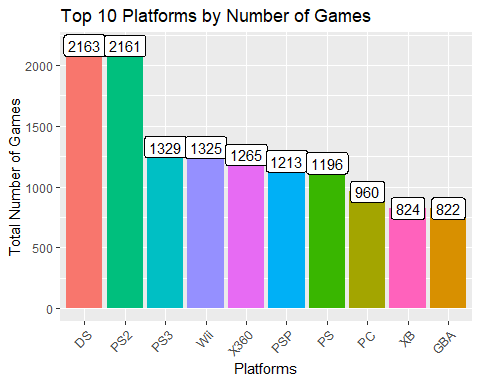 Top 10 Platforms by Number of Games
Total Number of Games
2000
1500
1000
500
0
2163
2161
1329
1325
1265
1213
1196
960
824
822
DS
PS2
PS3
Wii
X360
PSP
PS
PC
XB
GBA
Platforms